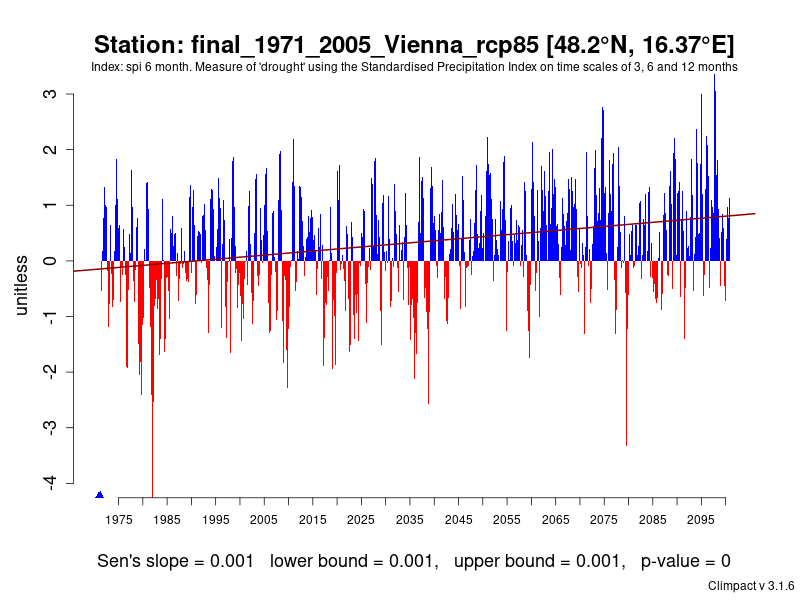 Station: final_1971_2005_Vienna_rcp85 [48.2°N, 16.37°E]
Index: spi 6 month. Measure of 'drought' using the Standardised Precipitation Index on time scales of 3, 6 and 12 months
unitless
3
2
1
0
-1
-2
-3
-4
1975 1985 1995 2005 2015 2025 2035 2045 2055 2065 2075 2085 2095
Sen's slope = 0.001 lower bound = 0.001, upper bound = 0.001, p-value = 0
Climpact v 3.1.6